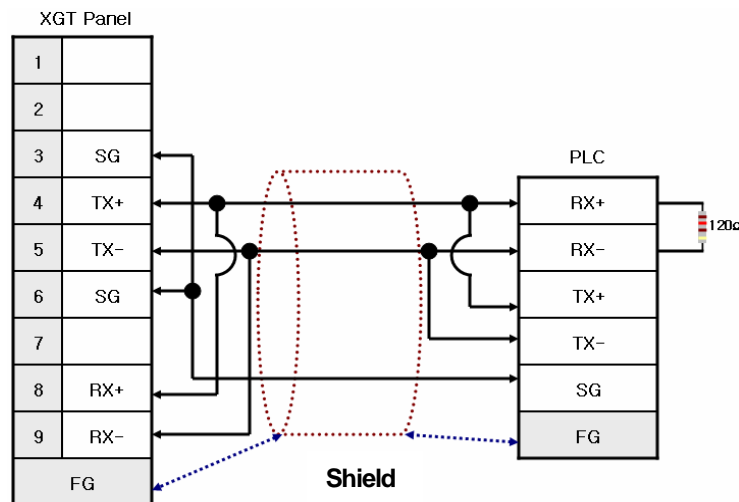 XGT Panel
1
2
3 SG
PLC
4 TX+
RX+
120Ω
5 TX-
RX-
6 SG
TX+
7
TX-
8 RX+
SG
9 RX-
FG
FG
Shield